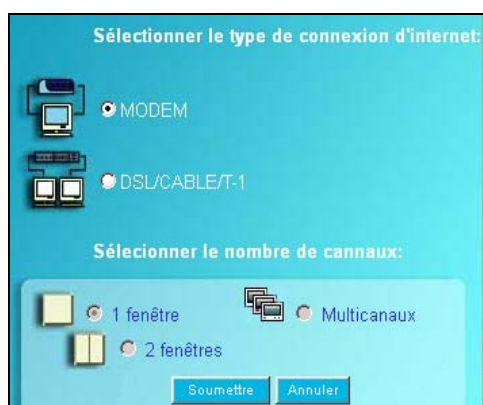 Sélectionner le type de connexion d'internet:
MODEM
DSL/CABLE/T-1
Sélecionner le nombre de cannaux:
1 fenêtre
Multicanaux
2 fenêtres
Soumettre
Annuler